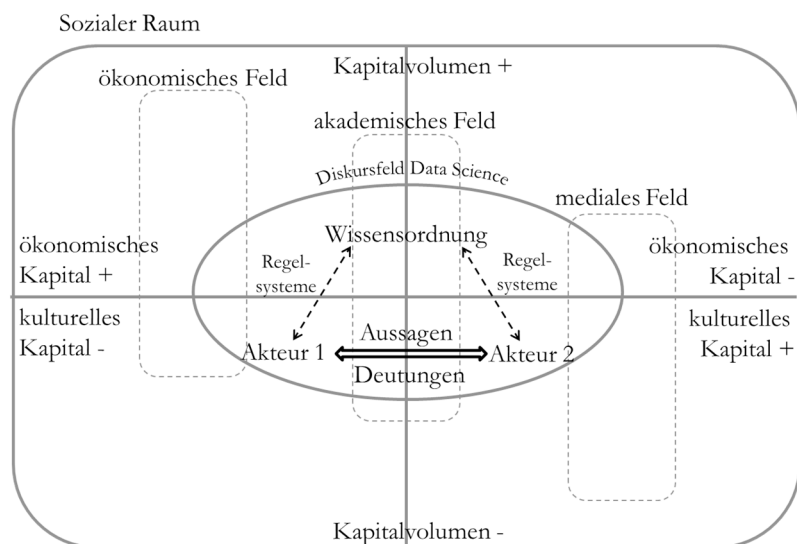 Sozialer Raum
Kapitalvolumen +
ökonomisches Feld
akademisches Feld
Diskursfeld Data Science
mediales Feld
Wissensordnung
ökonomisches
Kapital +
Regel-
systeme
Regel-
systeme
ökonomisches
Kapital -
kulturelles
Kapital -
kulturelles
Kapital +
Akteur 1
Aussagen
Deutungen
Akteur 2
Kapitalvolumen -